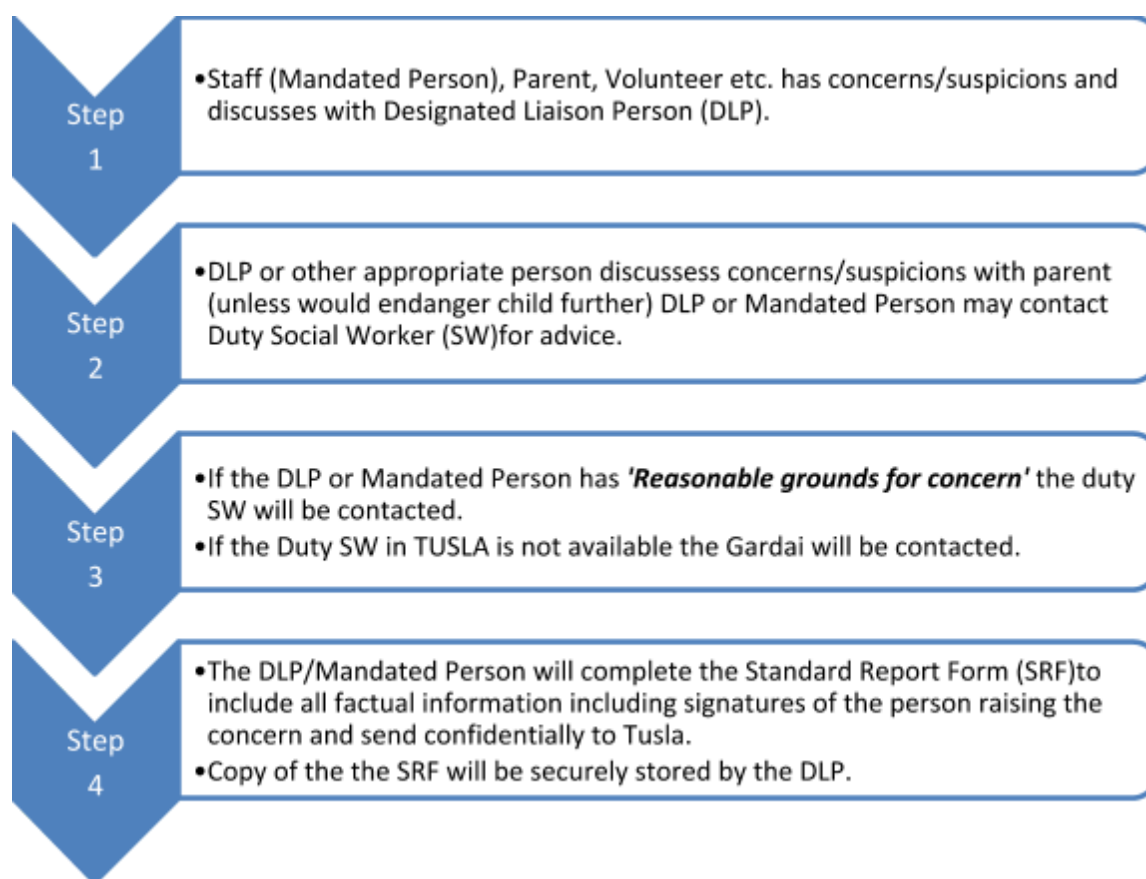 Step
1
•Staff (Mandated Person), Parent, Volunteer etc. has concerns/suspicions and
discusses with Designated Liaison Person (DLP).
Step
2
•DLP or other appropriate person discussess concerns/suspicions with parent
(unless would endanger child further) DLP or Mandated Person may contact
Duty Social Worker (SW)for advice.
Step
3
•If the DLP or Mandated Person has 'Reasonable grounds for concern' the duty
SW will be contacted.
•If the Duty SW in TUSLA is not available the Gardai will be contacted.
Step
4
•The DLP/Mandated Person will complete the Standard Report Form (SRF)to
include all factual information including signatures of the person raising the
concern and send confidentially to Tusla.
•Copy of the the SRF will be securely stored by the DLP.